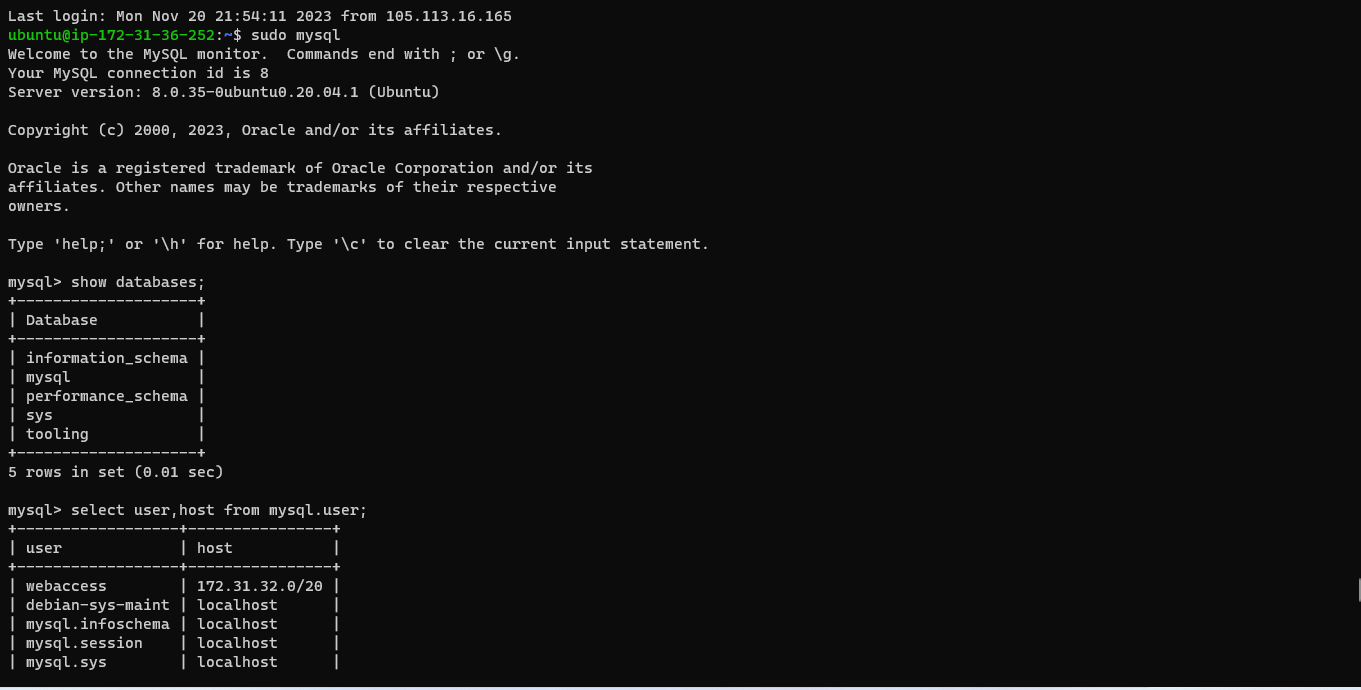 Last login: Mon Nov 20 21:54:11 2023 from 105.113.16.165
ubuntu@ip-172-31-36-252:~$ sudo mysql
Welcome to the MySQL monitor.  Commands end with ; or \g.
Your MySQL connection id is 8
Server version: 8.0.35-0ubuntu0.20.04.1 (Ubuntu)

Copyright (c) 2000, 2023, Oracle and/or its affiliates.

Oracle is a registered trademark of Oracle Corporation and/or its
affiliates. Other names may be trademarks of their respective
owners.

Type 'help;' or '\h' for help. Type '\c' to clear the current input statement.

mysql> show databases;
+--------------------+
| Database           |
+--------------------+
| information_schema |
| mysql              |
| performance_schema |
| sys                |
| tooling            |
+--------------------+
5 rows in set (0.01 sec)

mysql> select user,host from mysql.user;
+------------------+----------------+
| user             | host           |
+------------------+----------------+
| webaccess        | 172.31.32.0/20 |
| debian-sys-maint | localhost      |
| mysql.infoschema | localhost      |
| mysql.session    | localhost      |
| mysql.sys        | localhost      |